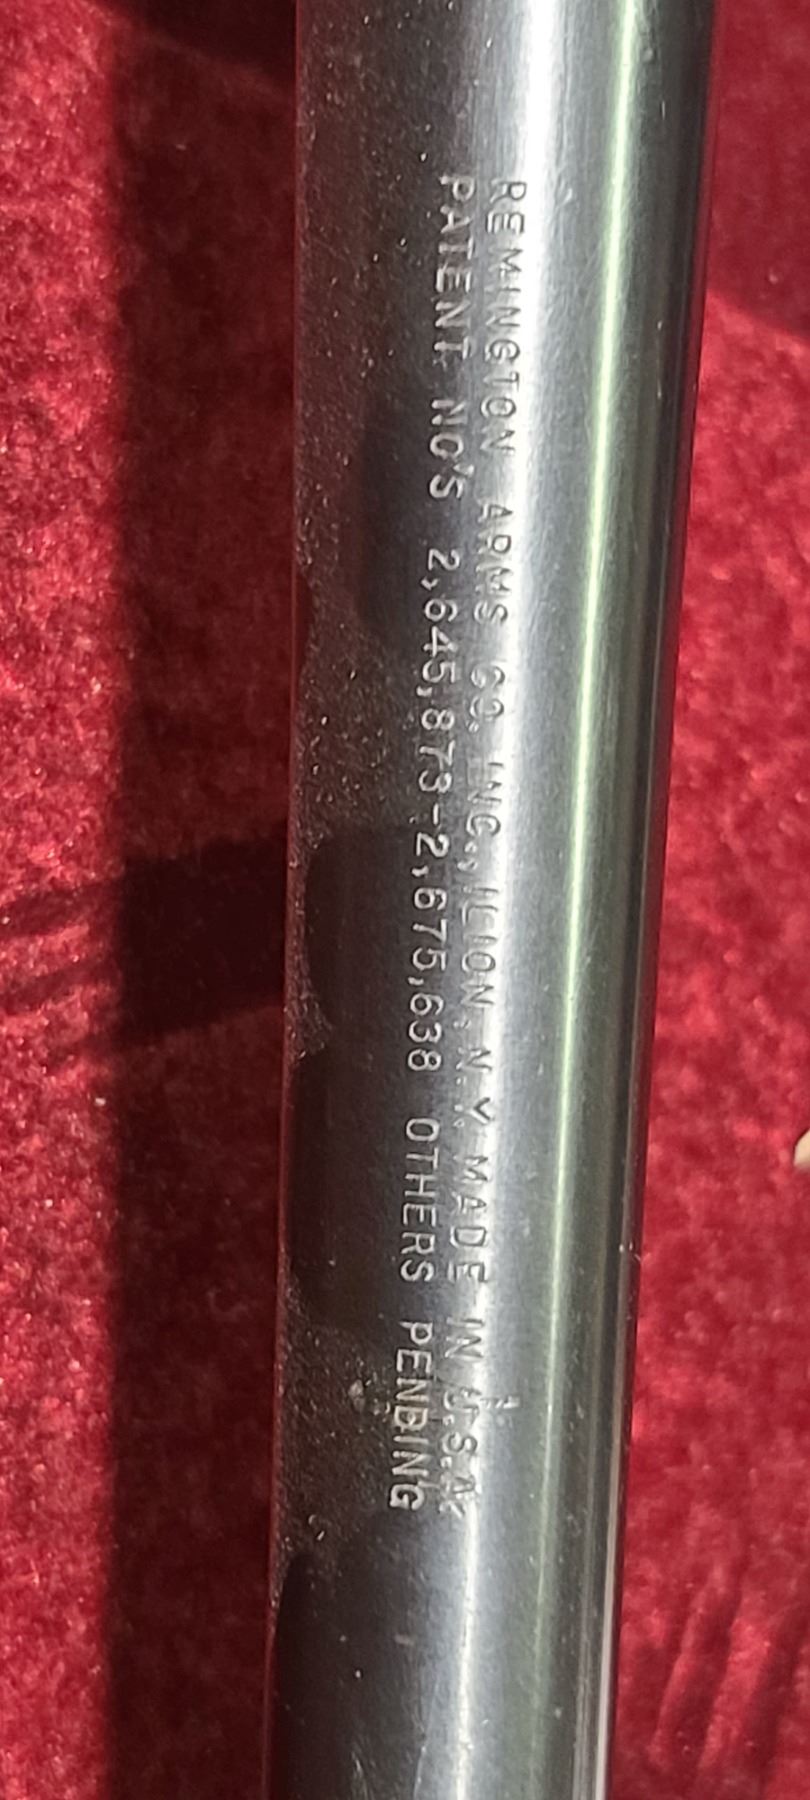 REMINGTON ARMS CO. INC., ILION, N.Y. MADE IN U.S.A.
PATENT NO'S 2,645,873-2,675,638 OTHERS PENDING